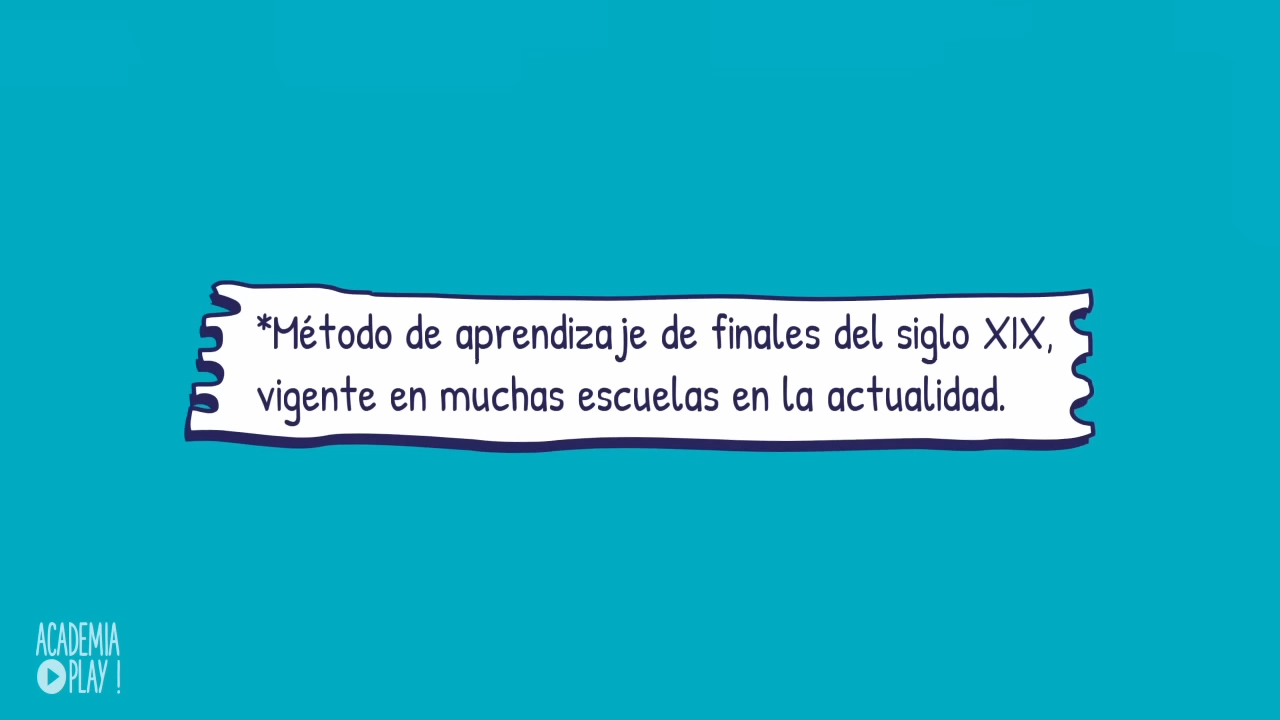 *Método de aprendizaje de finales del siglo XIX,
vigente en muchas escuelas en la actualidad.
ACADEMIA
PLAY !